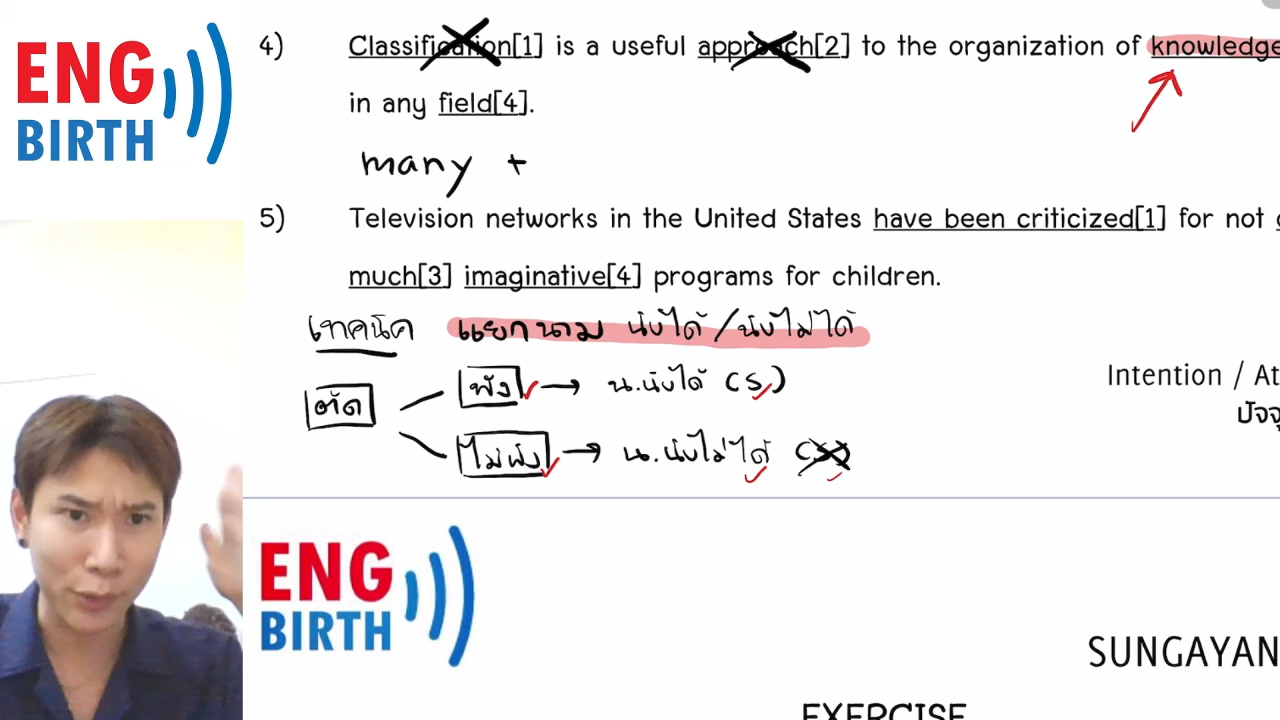 ENG
BIRTH
4) Classification[1] is a useful approach[2] to the organization of knowledge
in any field[4].
many +
5) Television networks in the United States have been criticized[1] for not
much[3] imaginative[4] programs for children.
เทคนิค แยกนาม นับได้ / นับไม่ได้
ตัด พัง → น.นับได้ (s)
ไม่พัง → น.นับไม่ได้ (s)
Intention / At
ปัจจุ
ENG
BIRTH
SUNGAYAN
EXERCISE